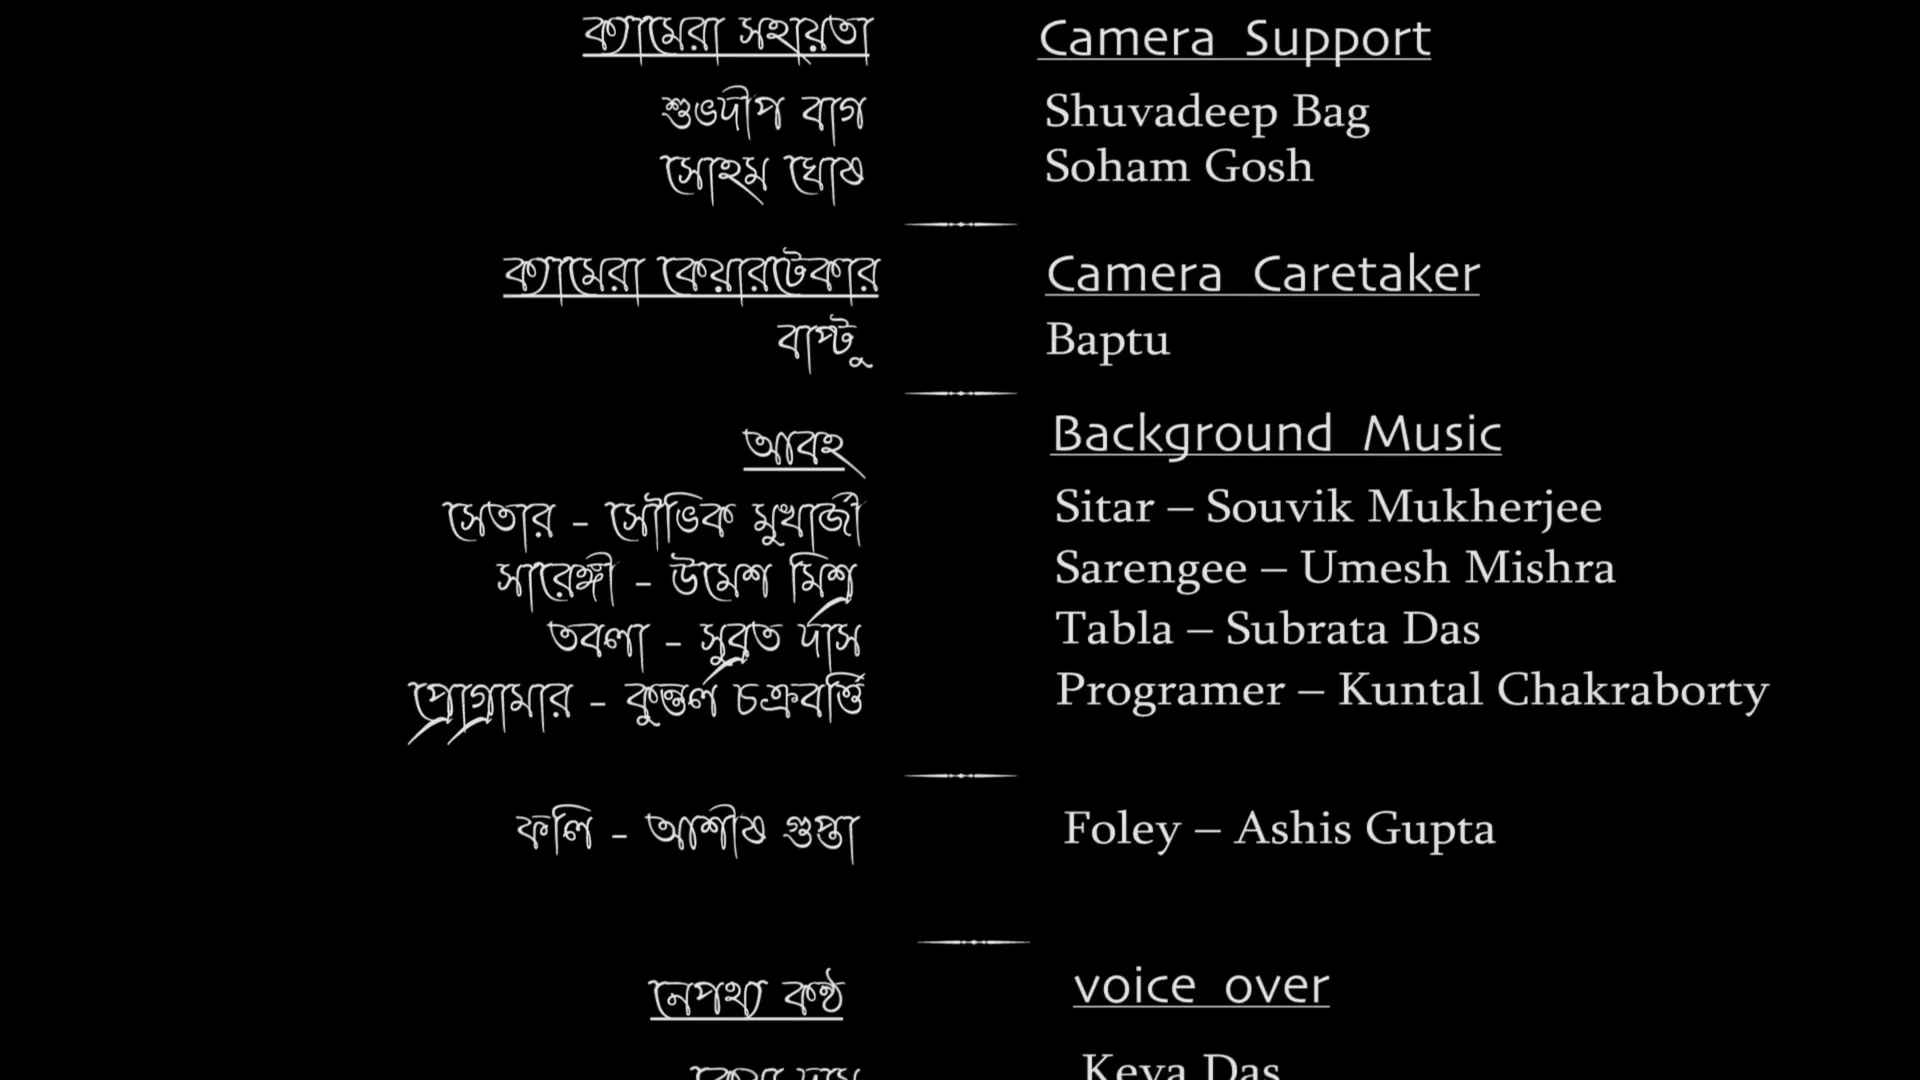 ক্যামেরা সহায়তা
Camera Support
শুভদীপ বাগ
Shuvadeep Bag
সোহম ঘোষ
Soham Gosh
ক্যামেরা কেয়ারটেকার
Camera Caretaker
বাপ্টু
Baptu
আবহ
Background Music
সেতার - সৌভিক মুখার্জী
Sitar – Souvik Mukherjee
সারেঙ্গী - উমেশ মিশ্র
Sarengee – Umesh Mishra
তবলা - সুব্রত দাস
Tabla – Subrata Das
প্রোগ্রামার - কুন্তল চক্রবর্ত্তি
Programer – Kuntal Chakraborty
ফলি - আশীষ গুপ্তা
Foley – Ashis Gupta
নেপথ্য কন্ঠ
voice over
কেয়া দাস
Keya Das